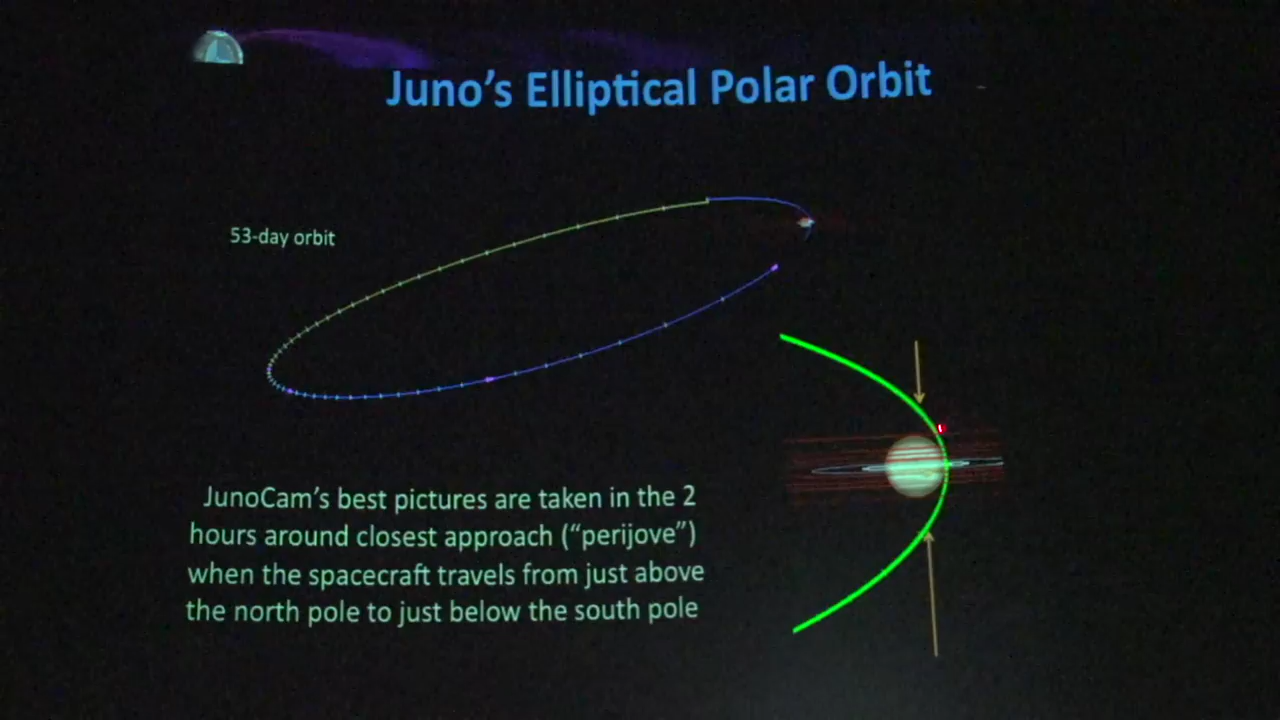 Juno's Elliptical Polar Orbit
53-day orbit
JunoCam's best pictures are taken in the 2
hours around closest approach (“perijove”)
when the spacecraft travels from just above
the north pole to just below the south pole